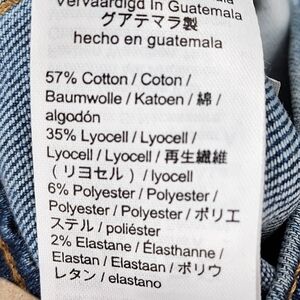 Vervaardigd In Guatemala
グアテマラ製
hecho en guatemala
57% Cotton / Coton /
Baumwolle / Katoen / 綿 /
algodón
35% Lyocell / Lyocell /
Lyocell / Lyocell / 再生繊維
（リヨセル）/ lyocell
6% Polyester / Polyester /
Polyester / Polyester / ポリエ
ステル / poliéster
2% Elastane / Élasthanne /
Elastan / Elastaan / ポリウ
レタン / elastano